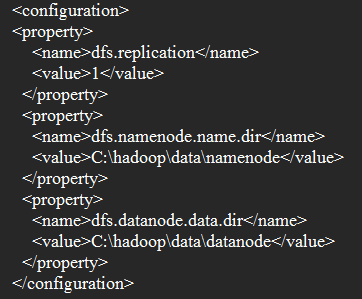 <configuration>
<property>
<name>dfs.replication</name>
<value>1</value>
</property>
<property>
<name>dfs.namenode.name.dir</name>
<value>C:\hadoop\data\namenode</value>
</property>
<property>
<name>dfs.datanode.data.dir</name>
<value>C:\hadoop\data\datanode</value>
</property>
</configuration>